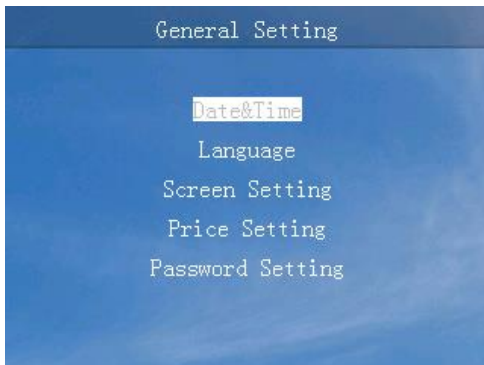 General Setting
Date&Time
Language
Screen Setting
Price Setting
Password Setting